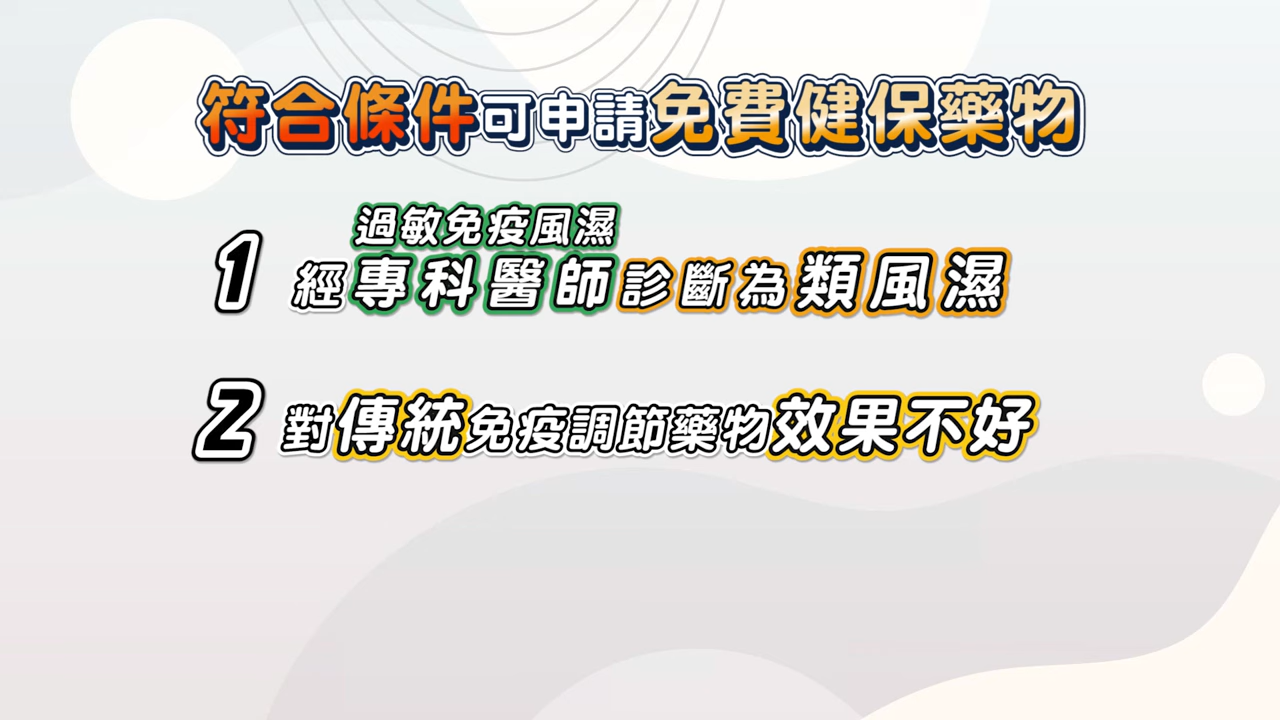 符合條件可申請免費健保藥物
過敏免疫風濕
1 經專科醫師診斷為類風濕
2 對傳統免疫調節藥物效果不好